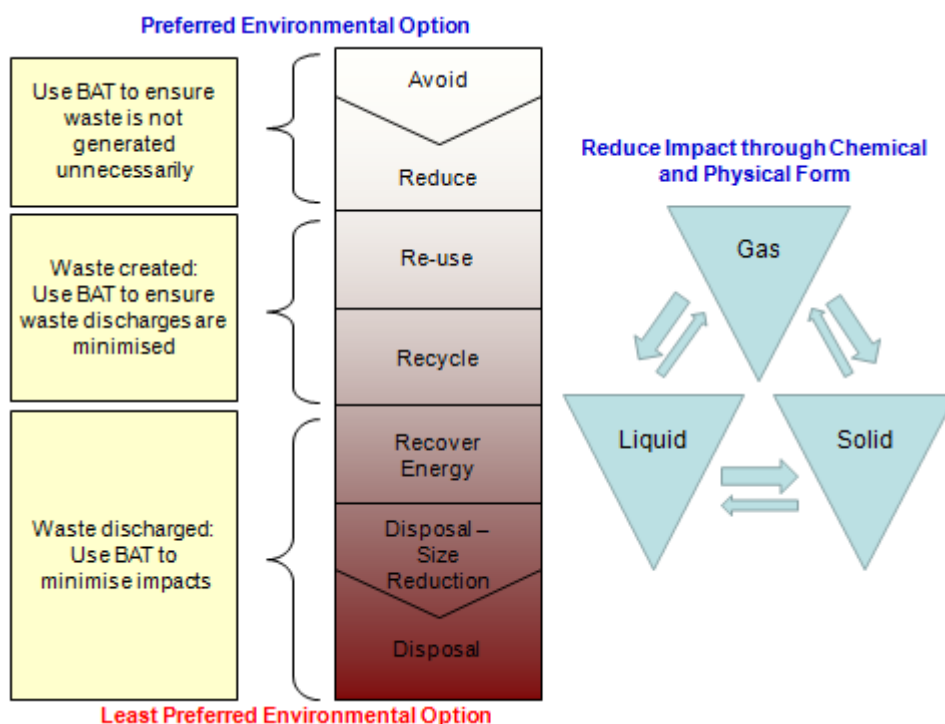 Preferred Environmental Option
Use BAT to ensure
waste is not
generated
unnecessarily
Avoid
Reduce
Waste created:
Use BAT to ensure
waste discharges are
minimised
Re-use
Recycle
Waste discharged:
Use BAT to
minimise impacts
Recover
Energy
Disposal –
Size
Reduction
Disposal
Least Preferred Environmental Option
Reduce Impact through Chemical
and Physical Form
Gas
Liquid
Solid